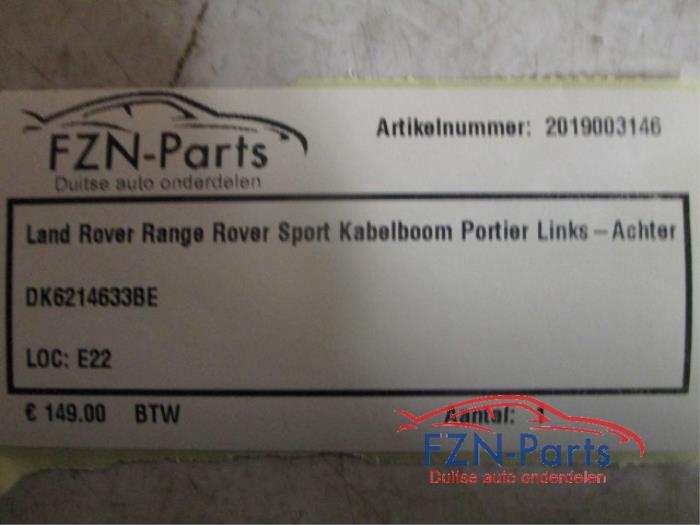 FZN-Parts
Duitse auto onderdelen
Artikelnummer: 2019003146
Land Rover Range Rover Sport Kabelboom Portier Links-Achter
DK6214633BE
LOC: E22
€ 149.00 BTW
Aantal: 1
FZN-Parts
Duitse auto onderdelen